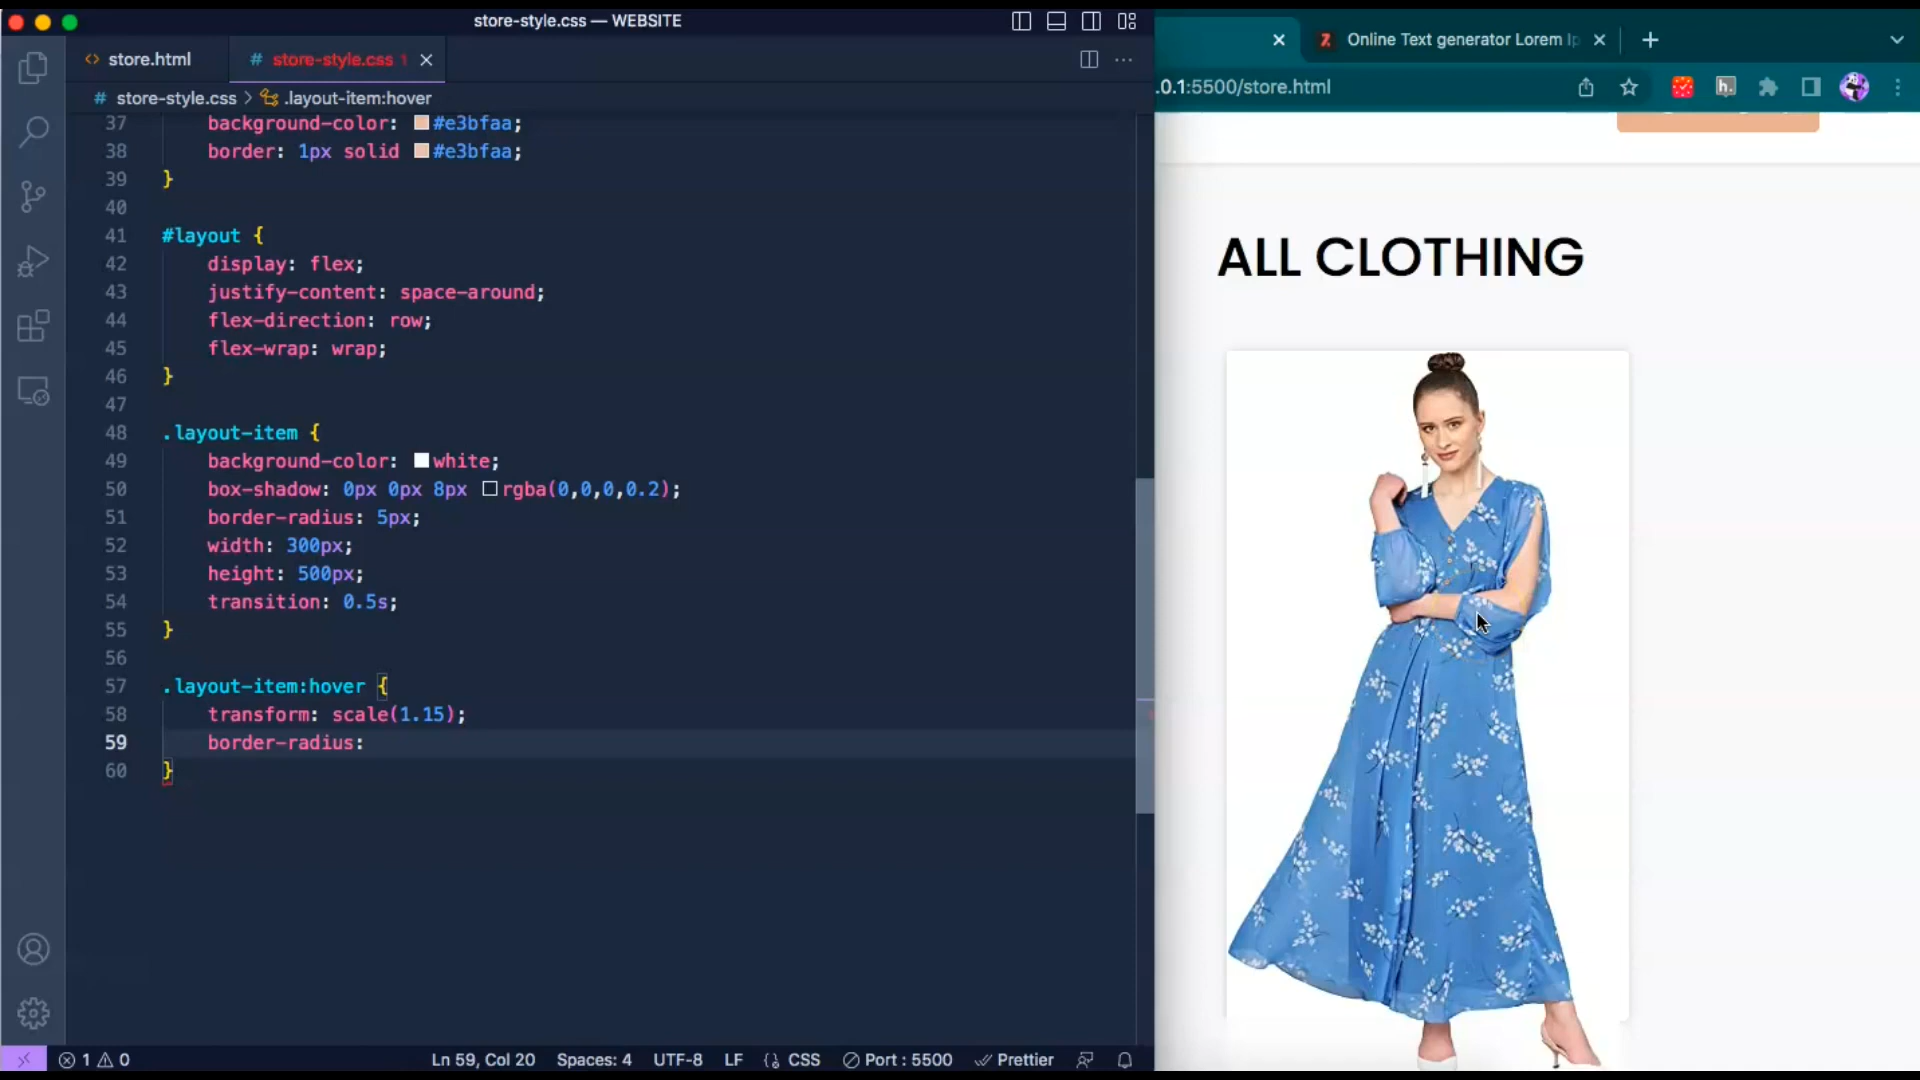 store-style.css — WEBSITE
store.html
# store-style.css 1
# store-style.css > .layout-item:hover
37 background-color: #e3bfaa;
38 border: 1px solid #e3bfaa;
39 }
40
41 #layout {
42 display: flex;
43 justify-content: space-around;
44 flex-direction: row;
45 flex-wrap: wrap;
46 }
47
48 .layout-item {
49 background-color: white;
50 box-shadow: 0px 0px 8px rgba(0,0,0,0.2);
51 border-radius: 5px;
52 width: 300px;
53 height: 500px;
54 transition: 0.5s;
55 }
56
57 .layout-item:hover {
58 transform: scale(1.15);
59 border-radius:
60 }
1 0 Ln 59, Col 20 Spaces: 4 UTF-8 LF {} CSS Port : 5500 Prettier
Online Text generator Lorem Ip
.0.1:5500/store.html
h.
ALL CLOTHING